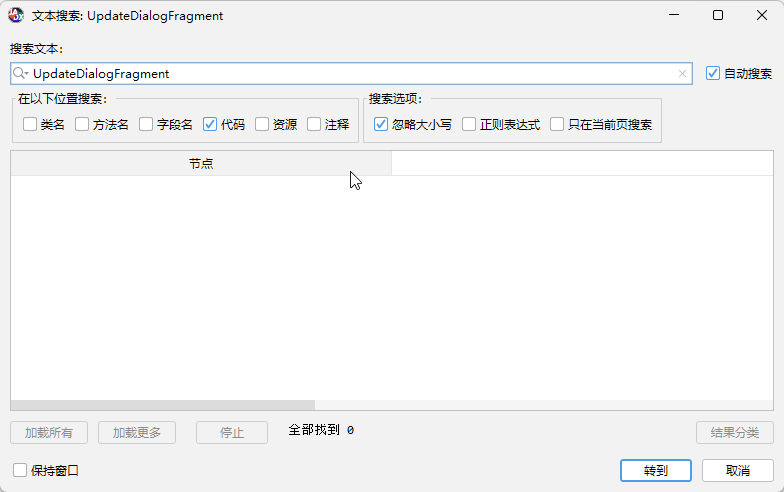 文本搜索: UpdateDialogFragment
搜索文本:
UpdateDialogFragment
自动搜索
在以下位置搜索:
搜索选项:
类名 方法名 字段名 代码 资源 注释
忽略大小写 正则表达式 只在当前页搜索
节点
加载所有 加载更多 停止 全部找到 0 结果分类
保持窗口 转到 取消